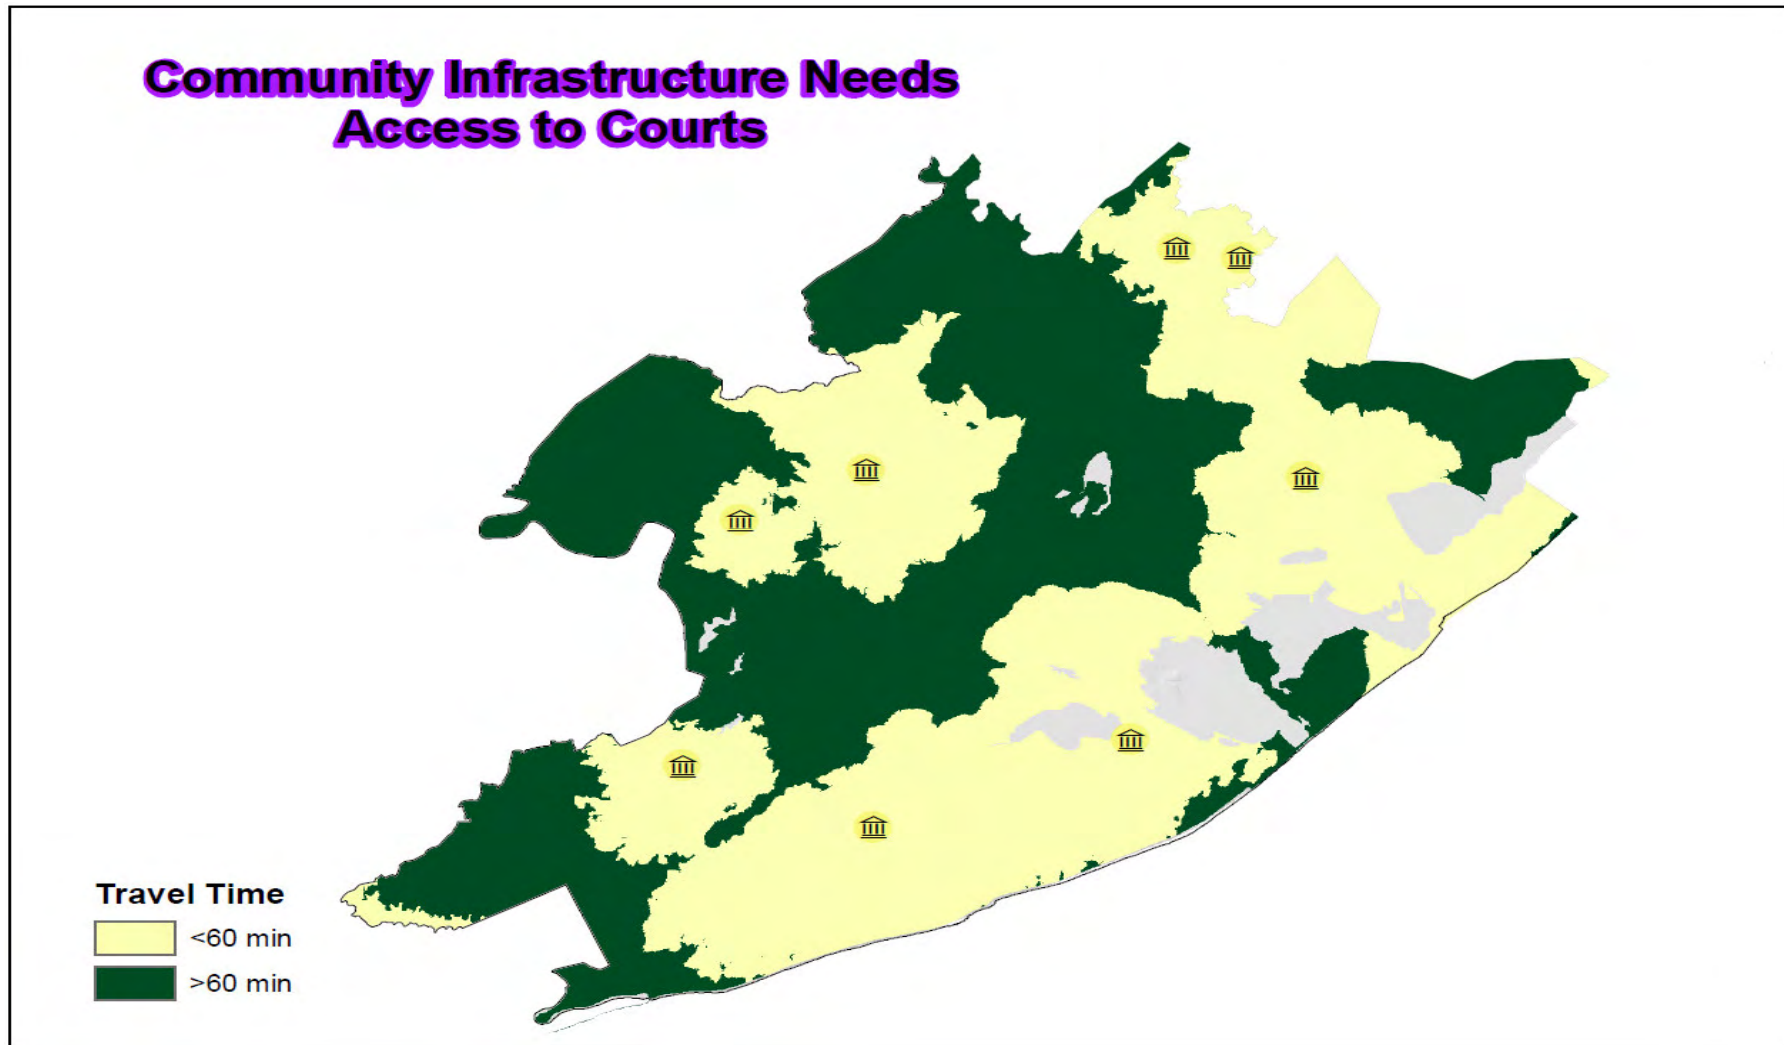 Community Infrastructure Needs
Access to Courts
Travel Time
<60 min
>60 min